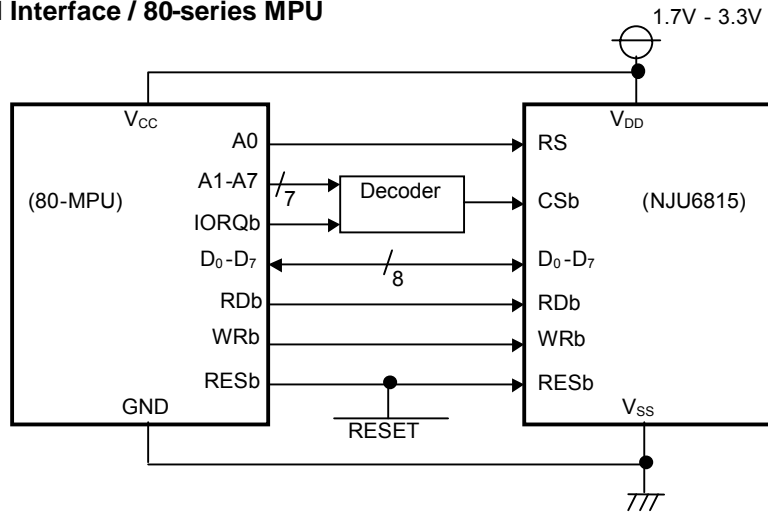 Interface / 80-series MPU
1.7V - 3.3V
VCC
VDD
A0
RS
A1-A7
7
Decoder
(80-MPU)
CSb
(NJU6815)
IORQb
D0-D7
8
D0-D7
RDb
RDb
WRb
WRb
RESb
RESb
GND
RESET
VSS